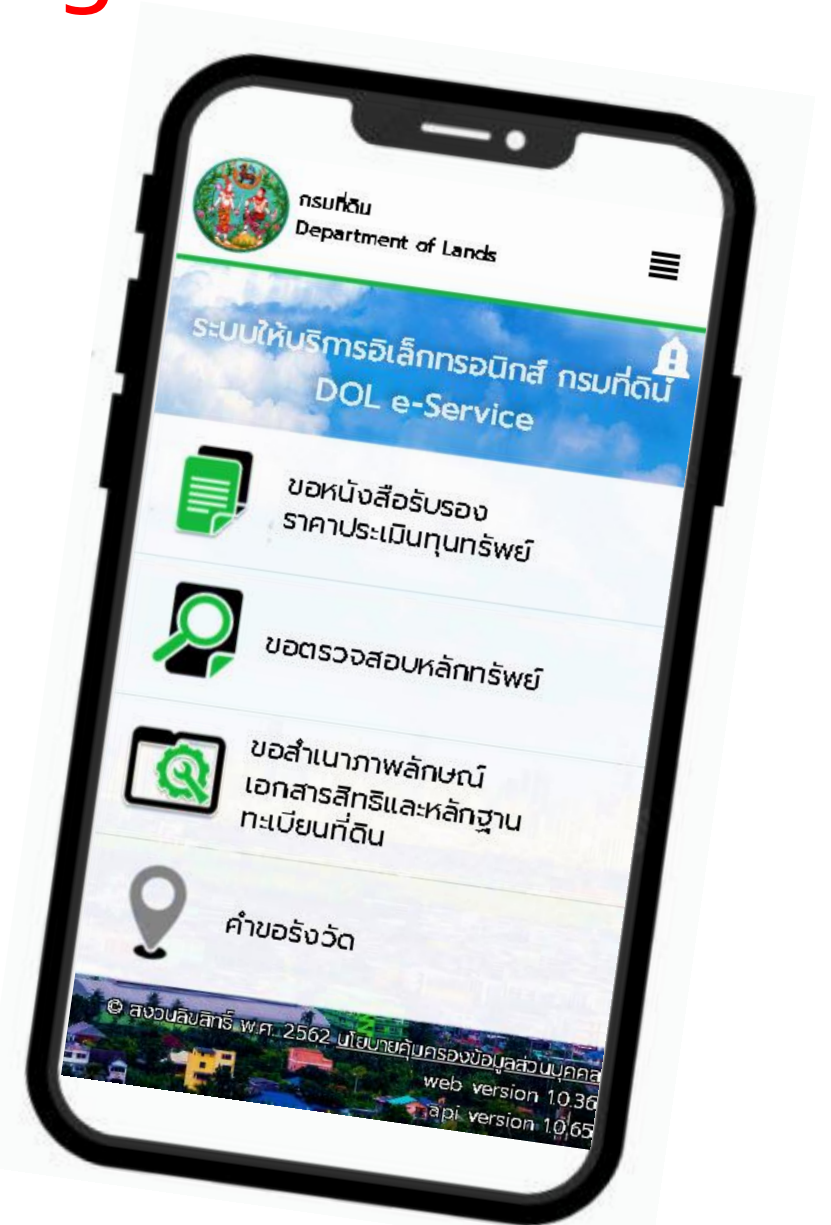 กรมที่ดิน
Department of Lands
ระบบให้บริการอิเล็กทรอนิกส์ กรมที่ดิน
DOL e-Service
ขอหนังสือรับรอง
ราคาประเมินทุนทรัพย์
ขอตรวจสอบหลักทรัพย์
ขอสำเนาภาพลักษณ์
เอกสารสิทธิและหลักฐาน
ทะเบียนที่ดิน
คำขอรังวัด
© สงวนลิขสิทธิ์ พ.ศ. 2562 นโยบายคุ้มครองข้อมูลส่วนบุคคล
web version 1.0.36
api version 1.0.65